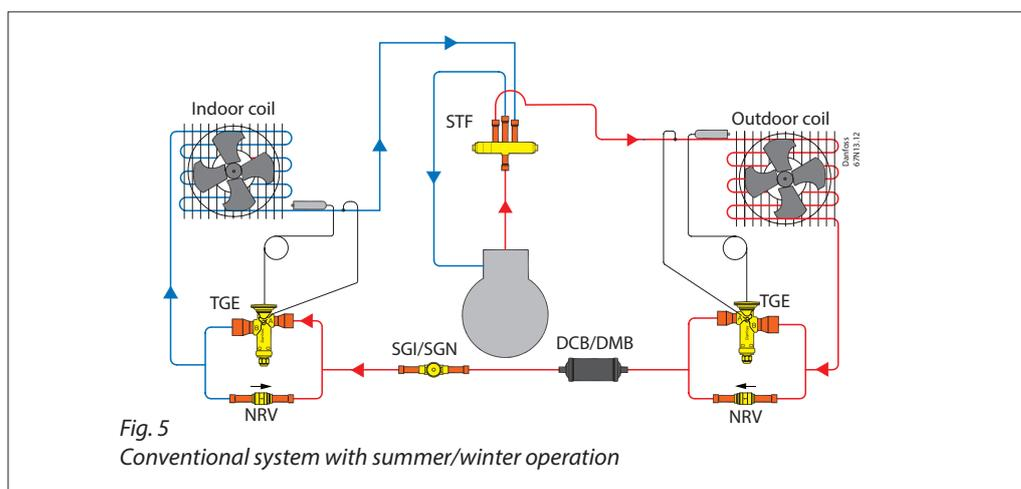 Indoor coil
STF
Outdoor coil
Danfoss
67N13.12
TGE
TGE
SGI/SGN
DCB/DMB
NRV
NRV
Fig. 5
Conventional system with summer/winter operation